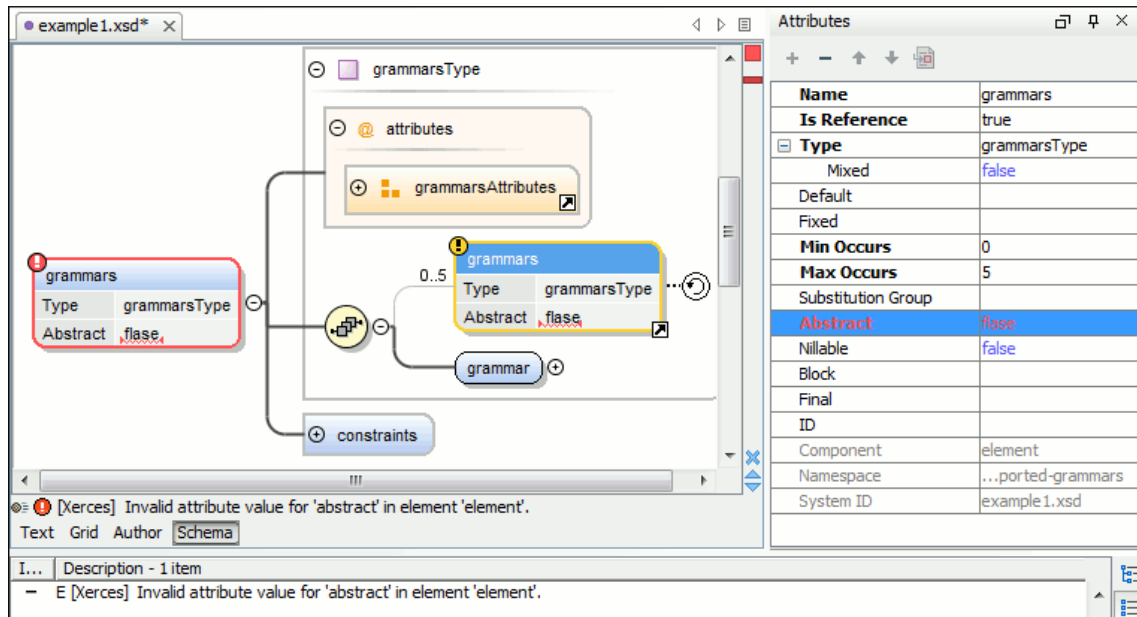 example1.xsd*
grammarsType
@ attributes
grammarsAttributes
grammars
Type grammarsType
Abstract flase
0..5
grammars
Type grammarsType
Abstract flase
grammar
constraints
[Xerces] Invalid attribute value for 'abstract' in element 'element'.
Text Grid Author Schema
Attributes
Name grammars
Is Reference true
Type grammarsType
Mixed false
Default
Fixed
Min Occurs 0
Max Occurs 5
Substitution Group
Abstract flase
Nillable false
Block
Final
ID
Component element
Namespace ...ported-grammars
System ID example1.xsd
I... Description - 1 item
E [Xerces] Invalid attribute value for 'abstract' in element 'element'.